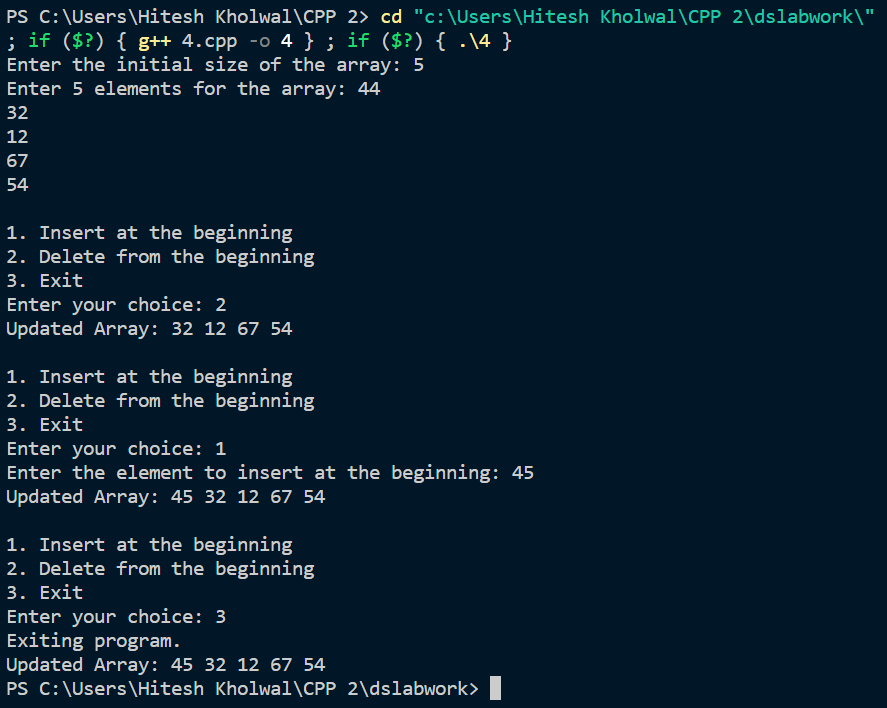 PS C:\Users\Hitesh Kholwal\CPP 2> cd "c:\Users\Hitesh Kholwal\CPP 2\dslabwork\"
; if ($?) { g++ 4.cpp -o 4 } ; if ($?) { .\4 }
Enter the initial size of the array: 5
Enter 5 elements for the array: 44
32
12
67
54

1. Insert at the beginning
2. Delete from the beginning
3. Exit
Enter your choice: 2
Updated Array: 32 12 67 54

1. Insert at the beginning
2. Delete from the beginning
3. Exit
Enter your choice: 1
Enter the element to insert at the beginning: 45
Updated Array: 45 32 12 67 54

1. Insert at the beginning
2. Delete from the beginning
3. Exit
Enter your choice: 3
Exiting program.
Updated Array: 45 32 12 67 54
PS C:\Users\Hitesh Kholwal\CPP 2\dslabwork>